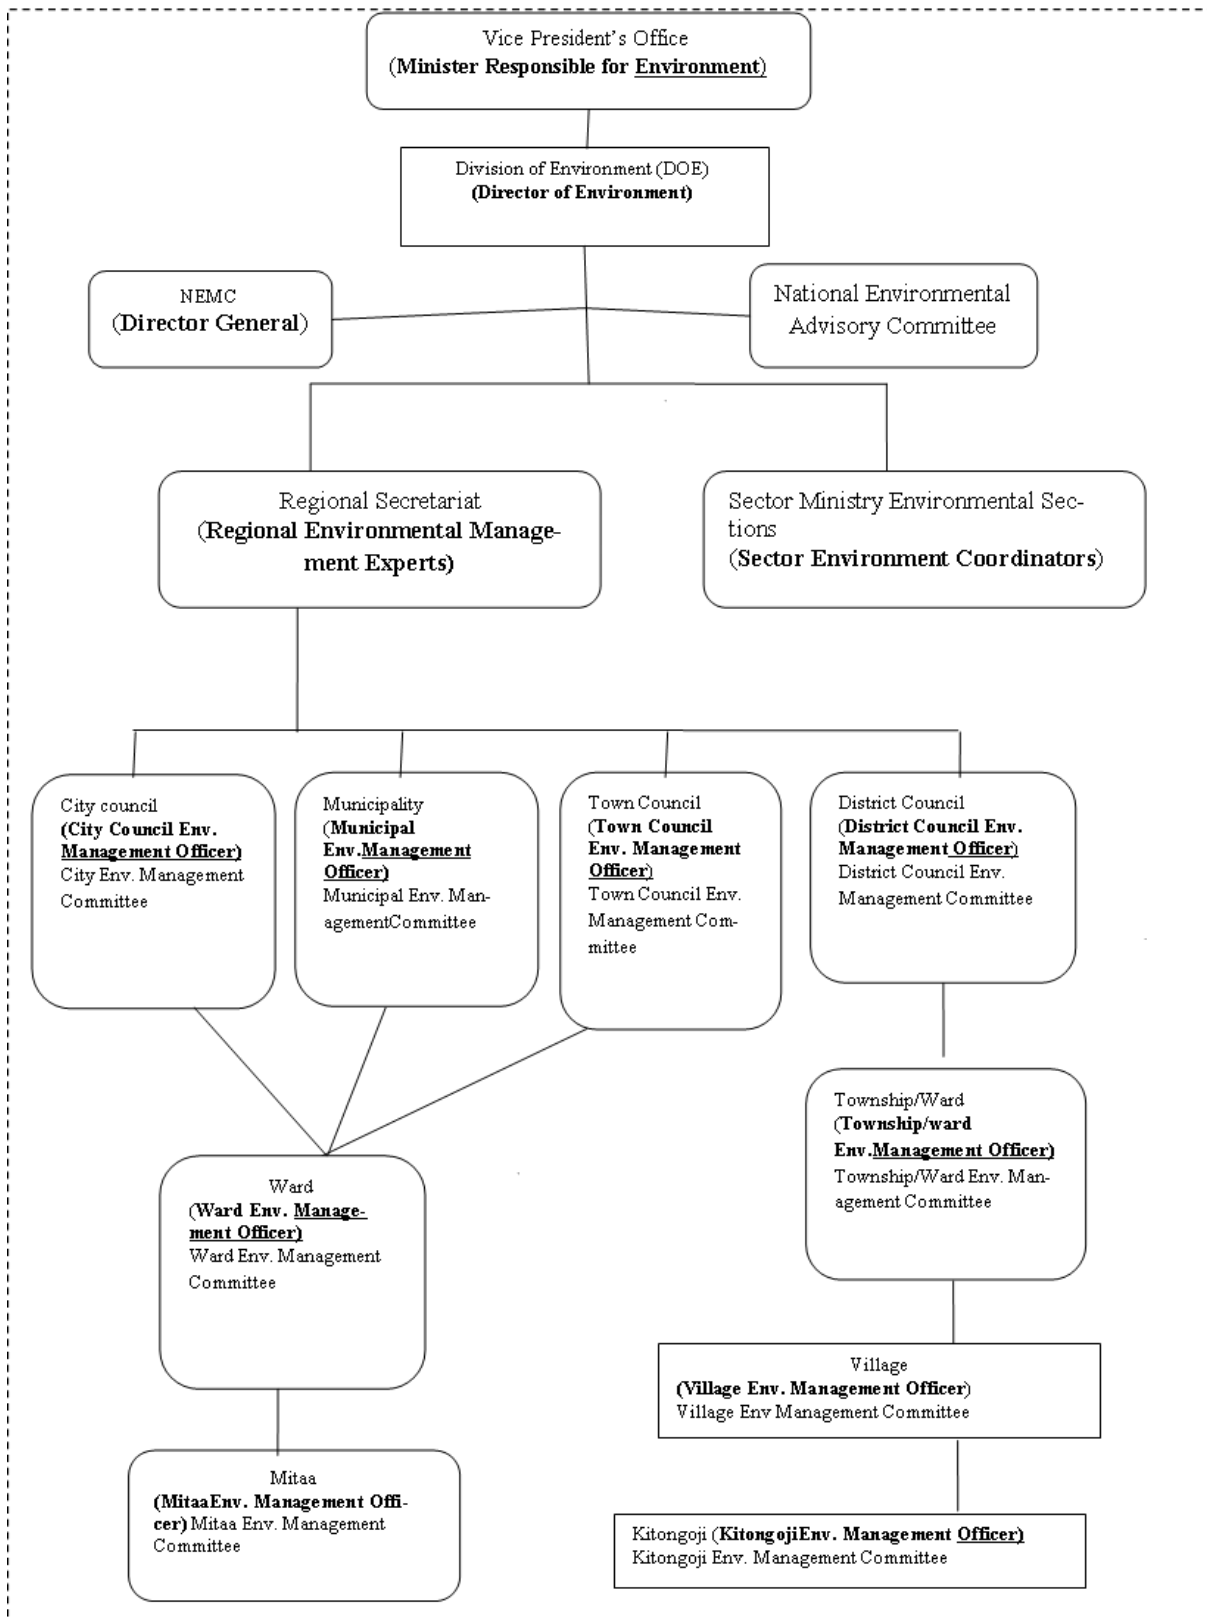 Vice President's Office
(Minister Responsible for Environment)
Division of Environment (DOE)
(Director of Environment)
NEMC
(Director General)
National Environmental
Advisory Committee
Regional Secretariat
(Regional Environmental Manage-
ment Experts)
Sector Ministry Environmental Sec-
tions
(Sector Environment Coordinators)
City council
(City Council Env.
Management Officer)
City Env. Management
Committee
Municipality
(Municipal
Env.Management
Officer)
Municipal Env. Man-
agementCommittee
Town Council
(Town Council
Env. Management
Officer)
Town Council Env.
Management Com-
mittee
District Council
(District Council Env.
Management Officer)
District Council Env.
Management Committee
Township/Ward
(Township/ward
Env.Management Officer)
Township/Ward Env. Man-
agement Committee
Ward
(Ward Env. Manage-
ment Officer)
Ward Env. Management
Committee
Village
(Village Env. Management Officer)
Village Env Management Committee
Mitaa
(MitaaEnv. Management Offi-
cer) Mitaa Env. Management
Committee
Kitongoji (KitongojiEnv. Management Officer)
Kitongoji Env. Management Committee